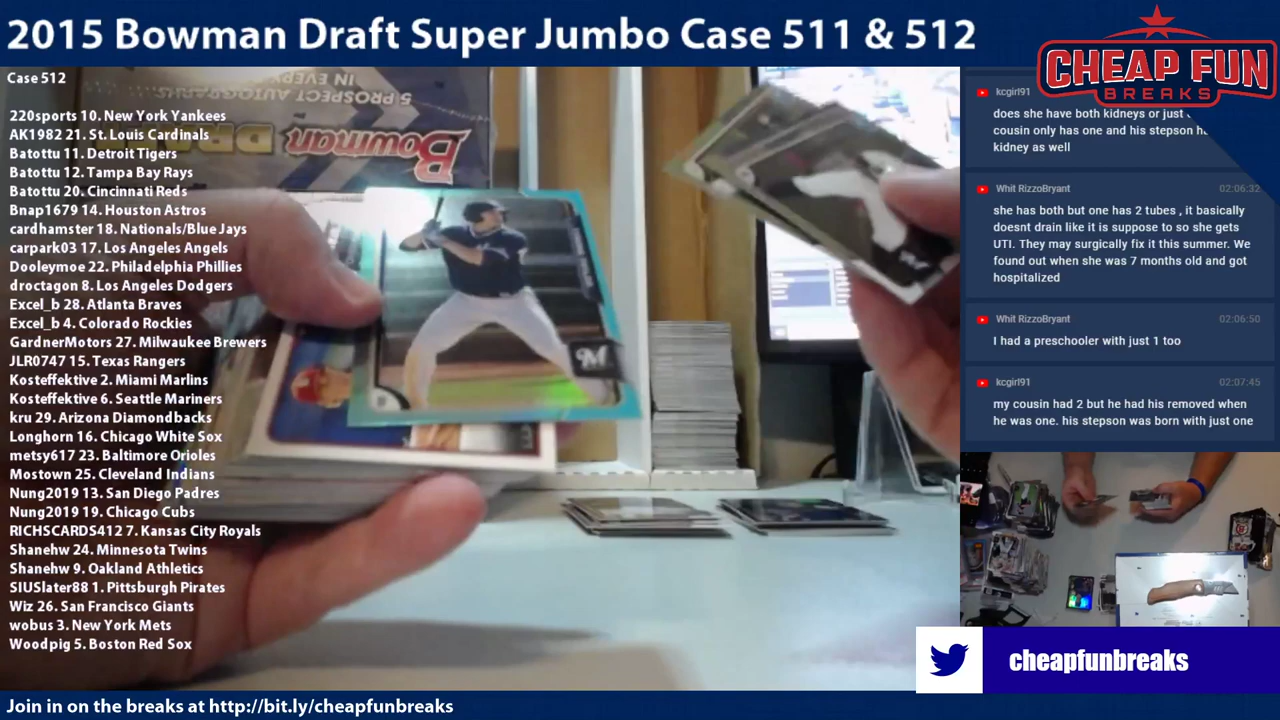 2015 Bowman Draft Super Jumbo Case 511 & 512
CHEAP FUN
BREAKS
Case 512
220sports 10. New York Yankees
AK1982 21. St. Louis Cardinals
Batottu 11. Detroit Tigers
Batottu 12. Tampa Bay Rays
Batottu 20. Cincinnati Reds
Bnap1679 14. Houston Astros
cardhamster 18. Nationals/Blue Jays
carpark03 17. Los Angeles Angels
Dooleymoe 22. Philadelphia Phillies
droctagon 8. Los Angeles Dodgers
Excel_b 28. Atlanta Braves
Excel_b 4. Colorado Rockies
GardnerMotors 27. Milwaukee Brewers
JLR0747 15. Texas Rangers
Kosteffektive 2. Miami Marlins
Kosteffektive 6. Seattle Mariners
kru 29. Arizona Diamondbacks
Longhorn 16. Chicago White Sox
metsy617 23. Baltimore Orioles
Mostown 25. Cleveland Indians
Nung2019 13. San Diego Padres
Nung2019 19. Chicago Cubs
RICHSCARDS412 7. Kansas City Royals
Shanehw 24. Minnesota Twins
Shanehw 9. Oakland Athletics
SIUSlater88 1. Pittsburgh Pirates
Wiz 26. San Francisco Giants
wobus 3. New York Mets
Woodpig 5. Boston Red Sox
5 PROSPECT AUTOGRAPHS
IN EVERY
Bowman
DRAFT
M
kcgirl91
does she have both kidneys or just
cousin only has one and his stepson
kidney as well
Whit RizzoBryant 02:06:32
she has both but one has 2 tubes , it basically
doesnt drain like it is suppose to so she gets
UTI. They may surgically fix it this summer. We
found out when she was 7 months old and got
hospitalized
Whit RizzoBryant 02:06:50
I had a preschooler with just 1 too
kcgirl91 02:07:45
my cousin had 2 but he had his removed when
he was one. his stepson was born with just one
cheapfunbreaks
Join in on the breaks at http://bit.ly/cheapfunbreaks